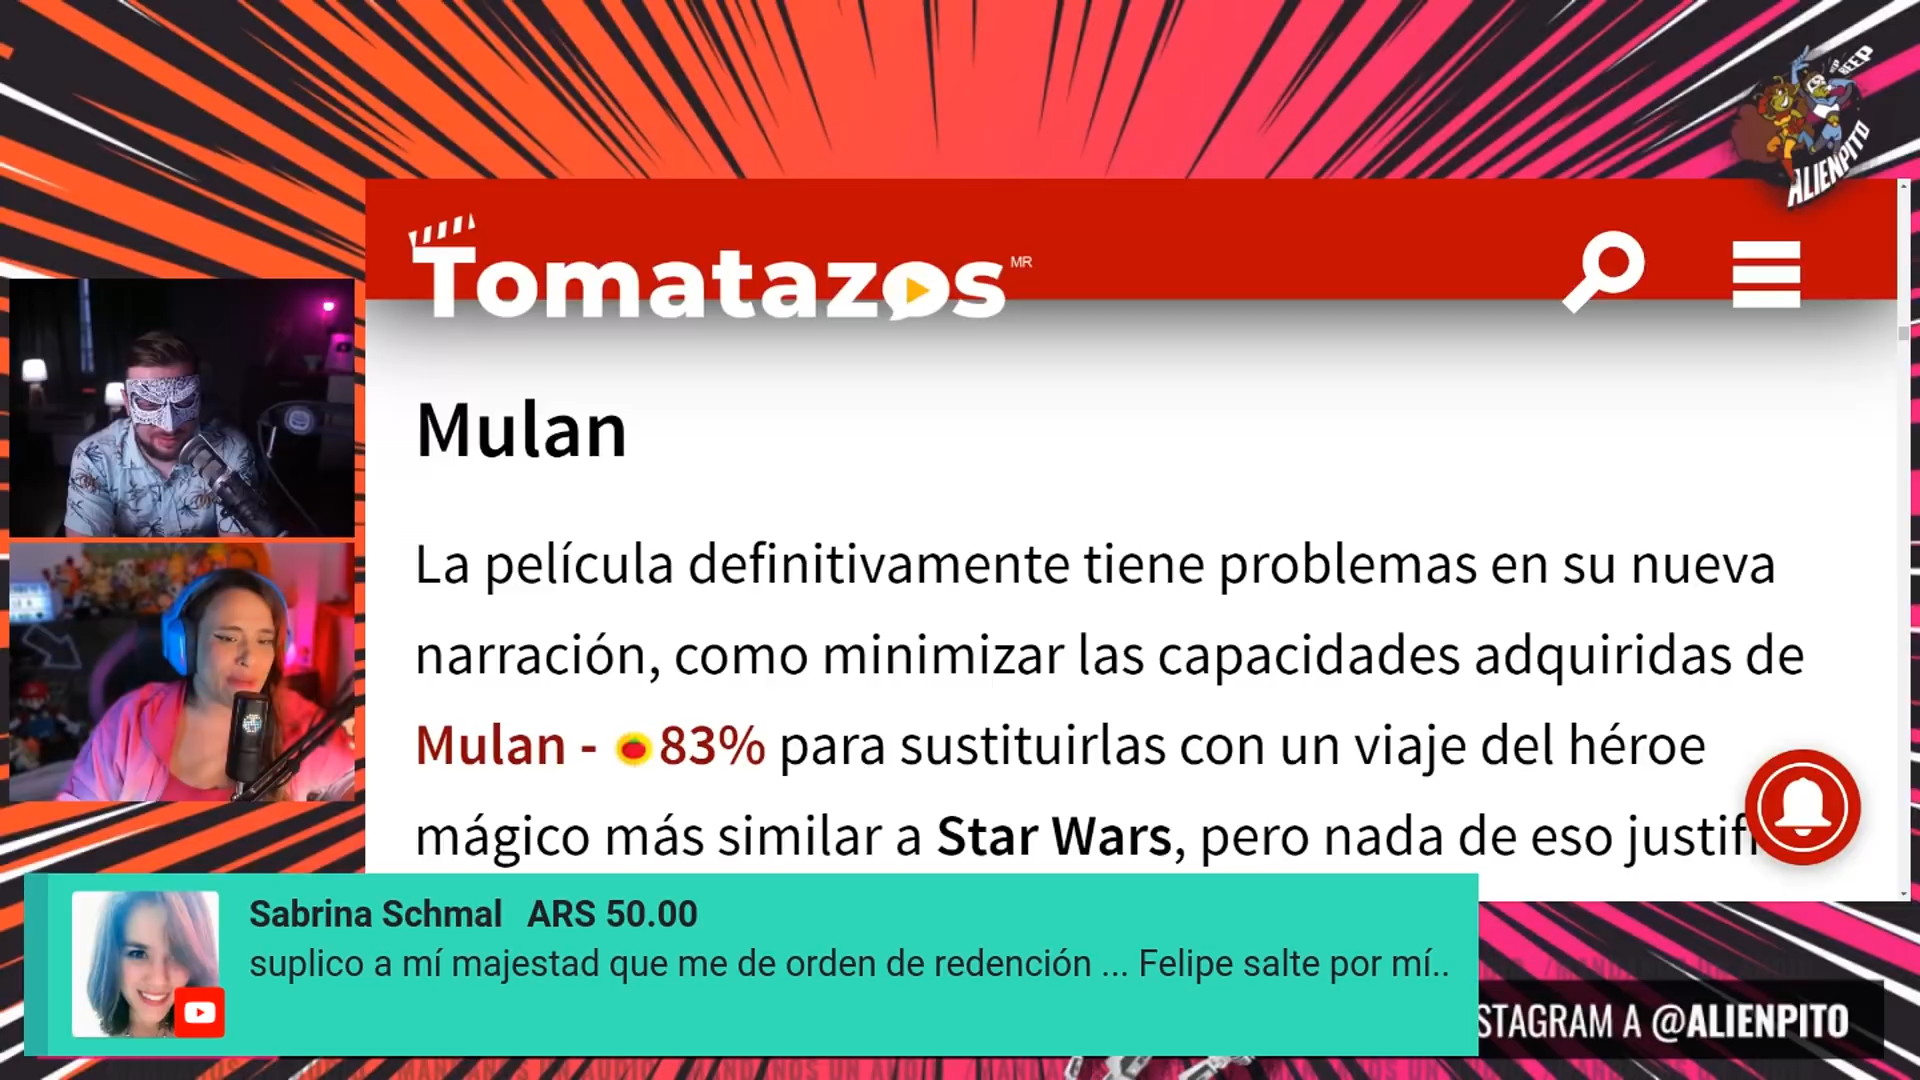 BEEP
ALIENPITO
Tomatazos MR
Mulan
La película definitivamente tiene problemas en su nueva
narración, como minimizar las capacidades adquiridas de
Mulan - 83% para sustituirlas con un viaje del héroe
mágico más similar a Star Wars, pero nada de eso justifi
Sabrina Schmal ARS 50.00
suplico a mí majestad que me de orden de redención ... Felipe salte por mí..
STAGRAM A @ALIENPITO